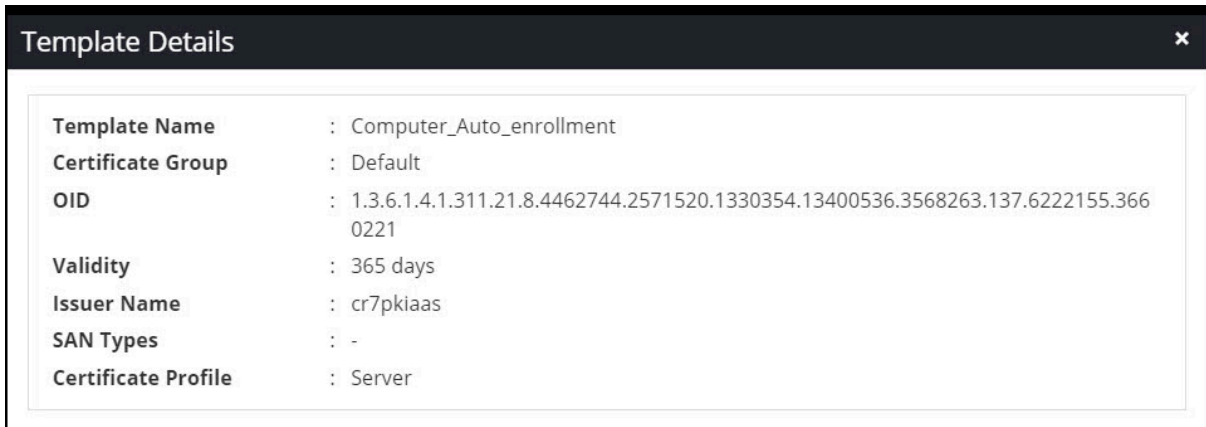 Template Details ×
Template Name : Computer_Auto_enrollment
Certificate Group : Default
OID : 1.3.6.1.4.1.311.21.8.4462744.2571520.1330354.13400536.3568263.137.6222155.366
0221
Validity : 365 days
Issuer Name : cr7pkiaas
SAN Types : -
Certificate Profile : Server